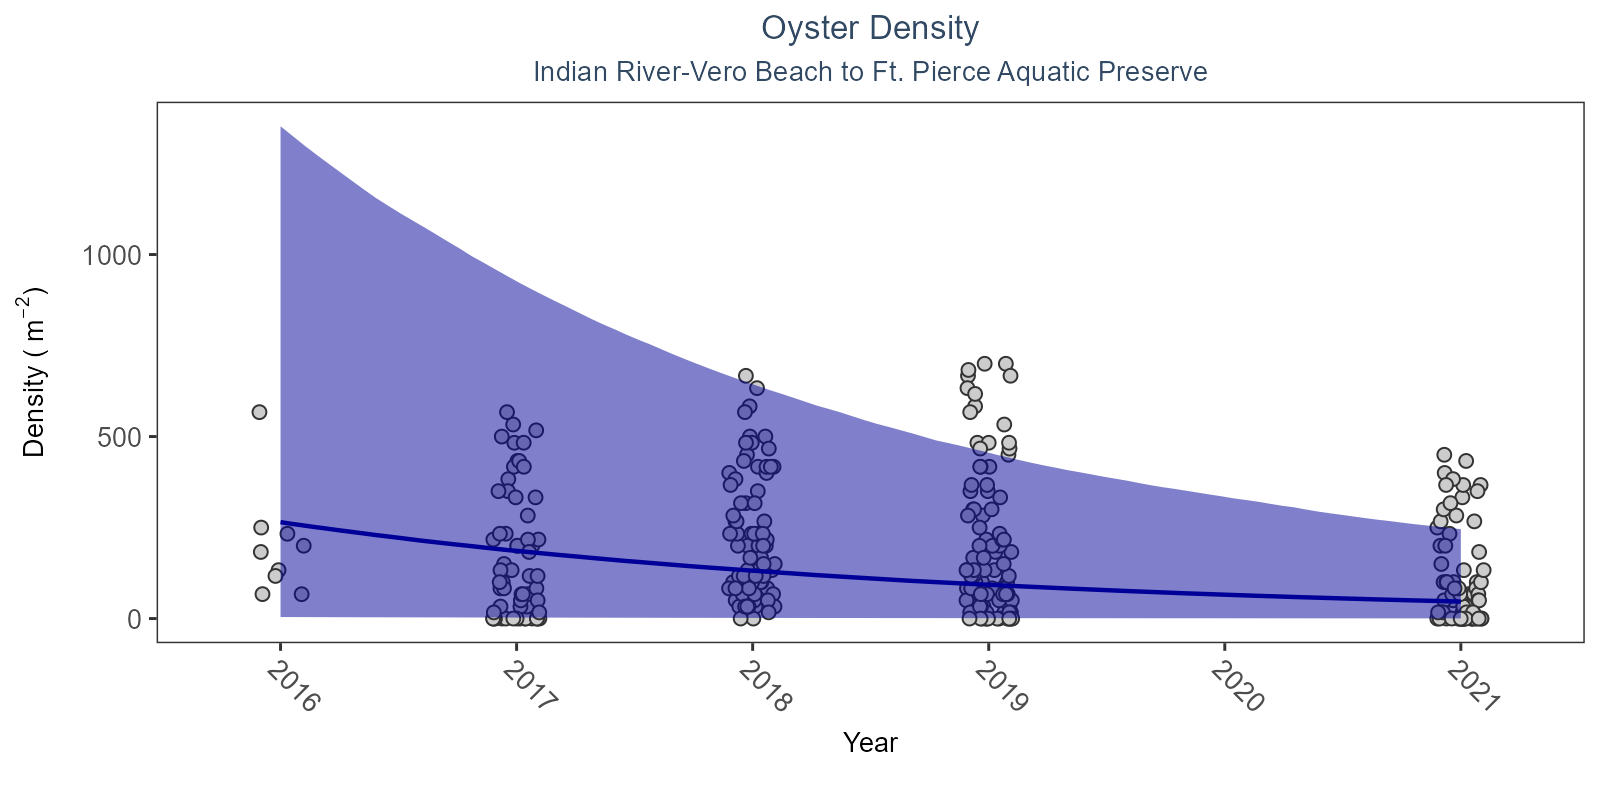 Oyster Density
Indian River-Vero Beach to Ft. Pierce Aquatic Preserve
Density ( m⁻²)
1000
500
0
2016 2017 2018 2019 2020 2021
Year